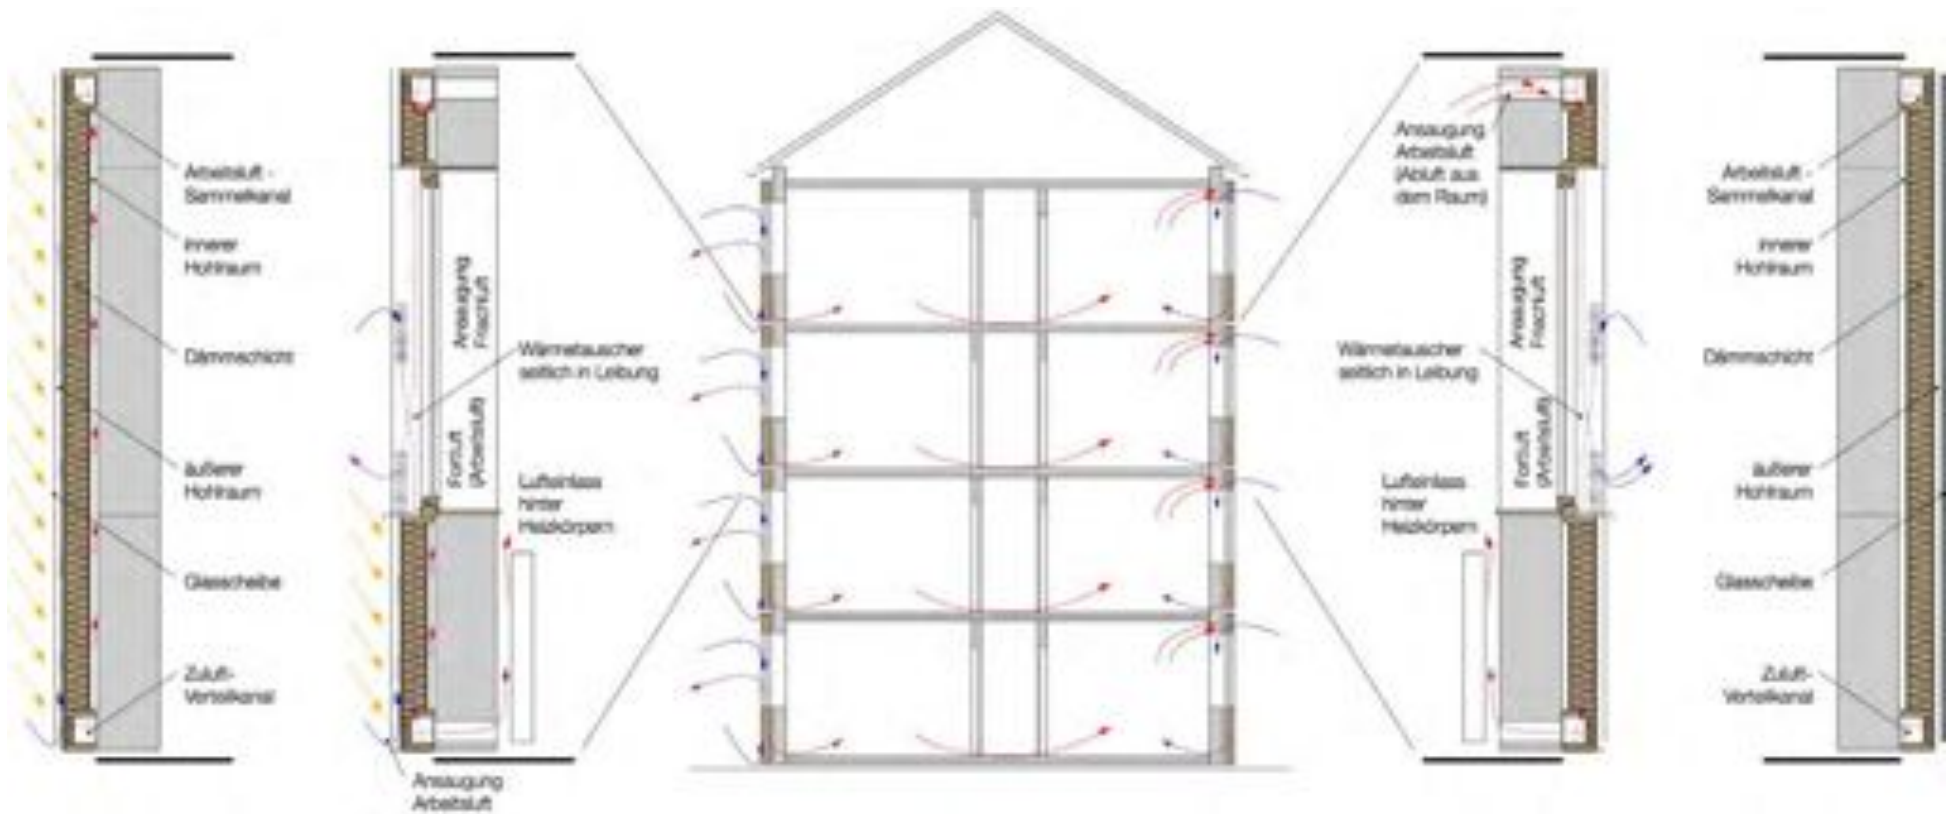 Arbeitsluft -
Sammelkanal
innerer
Hohlraum
Dämmschicht
äußerer
Hohlraum
Glasscheibe
Zuluft-
Verteilkanal
Ansaugung
Frischluft
Fortluft
(Arbeitsluft)
Wärmetauscher
seitlich in Leibung
Lufteinlass
hinter
Heizkörpern
Ansaugung
Arbeitsluft
Ansaugung
Arbeitsluft
(Abluft aus
dem Raum)
Ansaugung
Frischluft
Fortluft
(Arbeitsluft)
Wärmetauscher
seitlich in Leibung
Lufteinlass
hinter
Heizkörpern
Arbeitsluft -
Sammelkanal
innerer
Hohlraum
Dämmschicht
äußerer
Hohlraum
Glasscheibe
Zuluft-
Verteilkanal